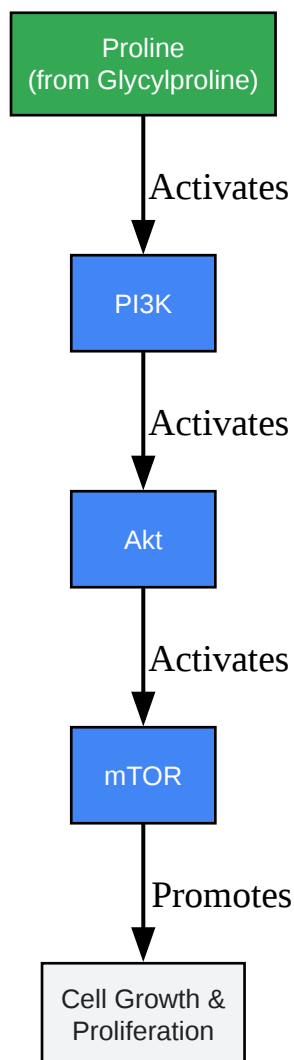 Proline
(from Glycylproline)
Activates
PI3K
Activates
Akt
Activates
mTOR
Promotes
Cell Growth &
Proliferation